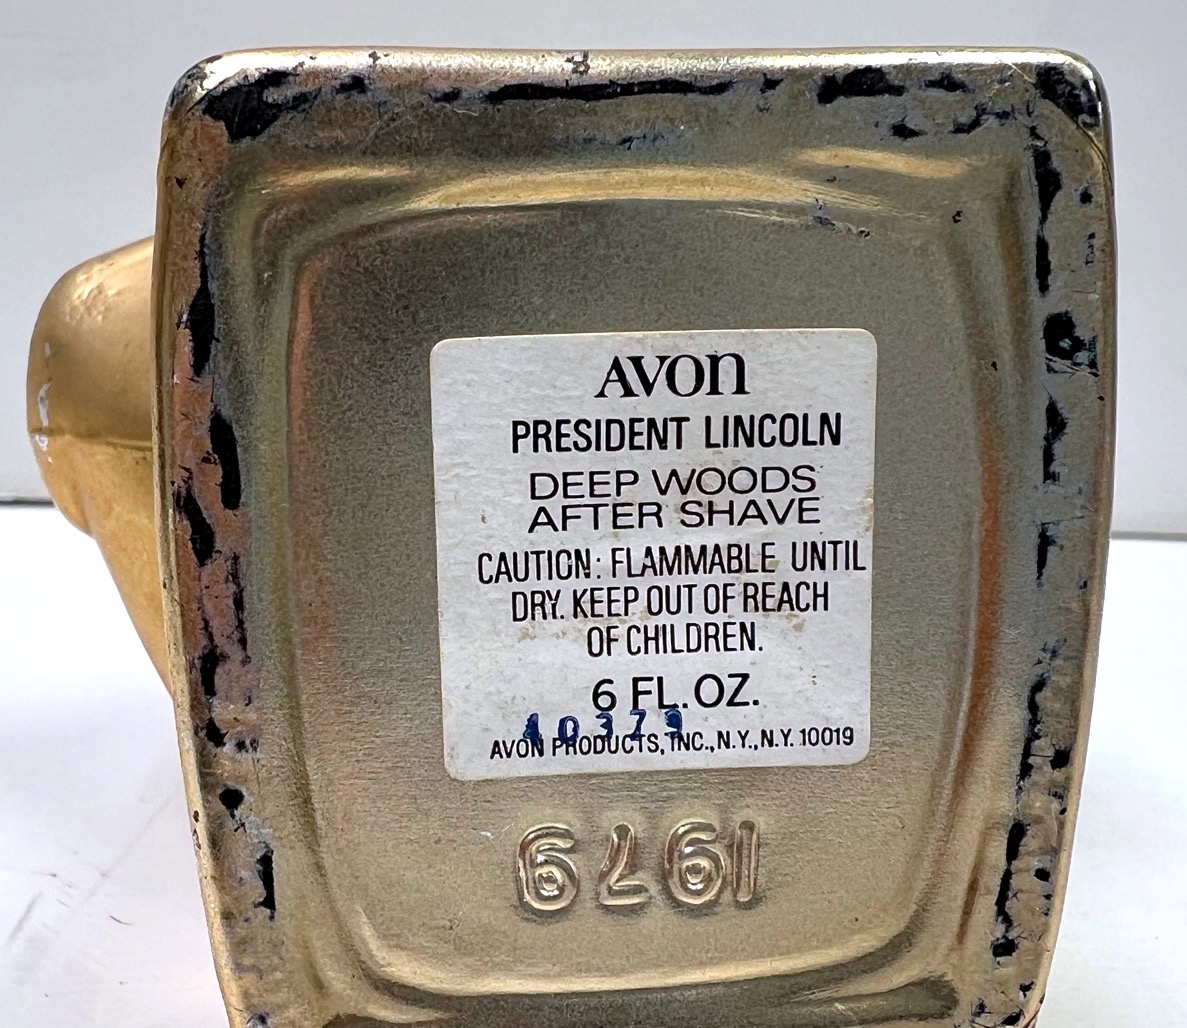 AVON
PRESIDENT LINCOLN
DEEP WOODS
AFTER SHAVE
CAUTION: FLAMMABLE UNTIL
DRY. KEEP OUT OF REACH
OF CHILDREN.
6 FL. OZ.
AVON PRODUCTS, INC., N.Y., N.Y. 10019
1979